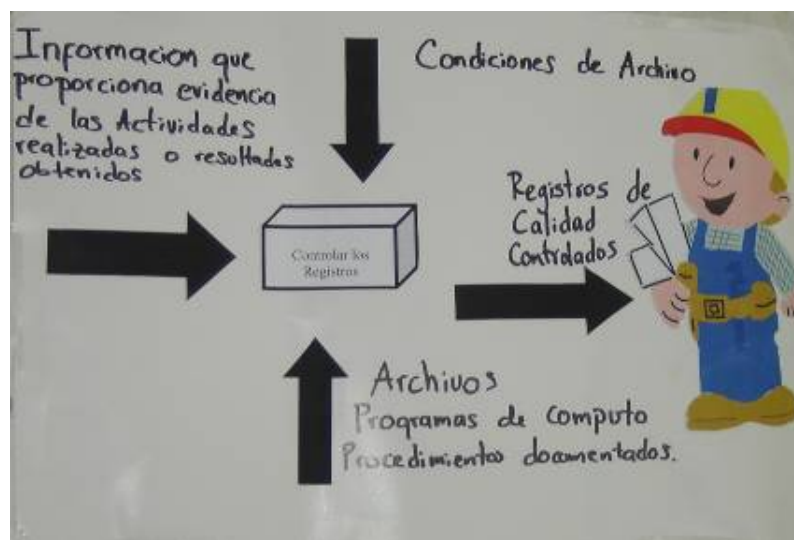 Informacion que
proporciona evidencia
de las Actividades
realizadas o resultados
obtenidos
Condiciones de Archivo
Controlar los
Registros
Registros de
Calidad
Controlados
Archivos
Programas de Computo
Procedimientos documentados.